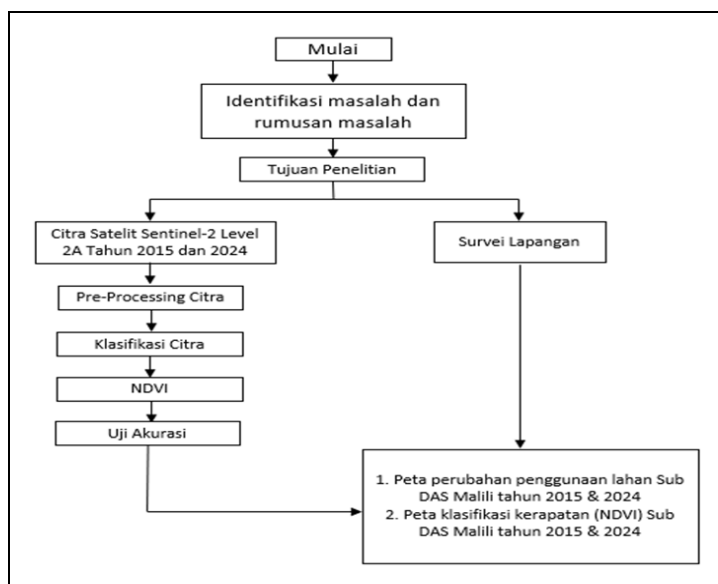 Mulai
Identifikasi masalah dan
rumusan masalah
Tujuan Penelitian
Citra Satelit Sentinel-2 Level
2A Tahun 2015 dan 2024
Survei Lapangan
Pre-Processing Citra
Klasifikasi Citra
NDVI
Uji Akurasi
1. Peta perubahan penggunaan lahan Sub
DAS Malili tahun 2015 & 2024
2. Peta klasifikasi kerapatan (NDVI) Sub
DAS Malili tahun 2015 & 2024